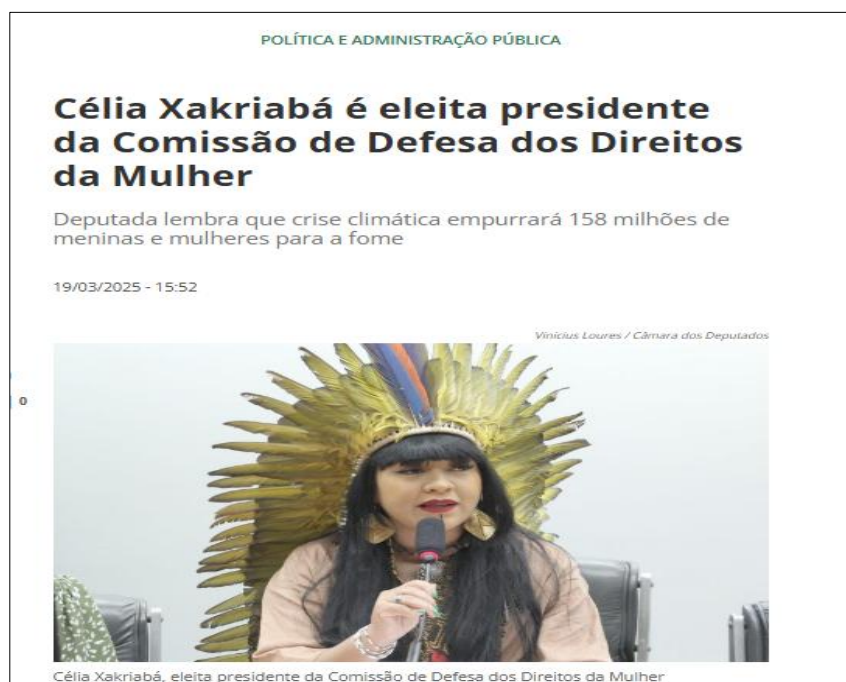 POLÍTICA E ADMINISTRAÇÃO PÚBLICA
Célia Xakriabá é eleita presidente
da Comissão de Defesa dos Direitos
da Mulher
Deputada lembra que crise climática empurrará 158 milhões de
meninas e mulheres para a fome
19/03/2025 - 15:52
Vinicius Loures / Câmara dos Deputados
0
Célia Xakriabá, eleita presidente da Comissão de Defesa dos Direitos da Mulher